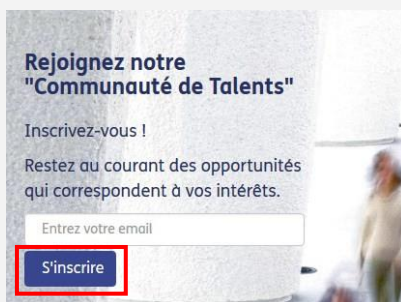 Rejoignez notre
"Communauté de Talents"
Inscrivez-vous !
Restez au courant des opportunités
qui correspondent à vos intérêts.
Entrez votre email
S'inscrire